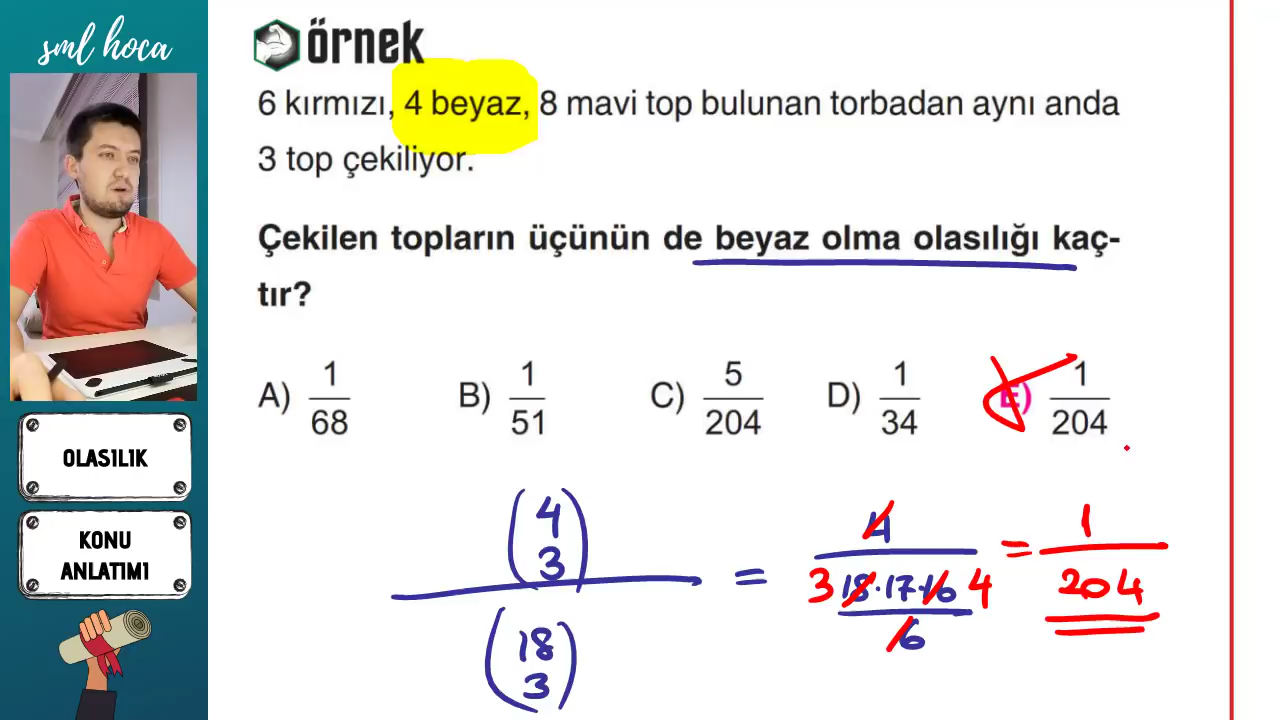 sml hoca
örnek
6 kırmızı, 4 beyaz, 8 mavi top bulunan torbadan aynı anda
3 top çekiliyor.
Çekilen topların üçünün de beyaz olma olasılığı kaç-
tır?
A) 1/68 B) 1/51 C) 5/204 D) 1/34 E) 1/204
OLASILIK
KONU
ANLATIMI
(4 3) / (18 3) = 4 / (18·17·16 / 6) = 1/204
3 4